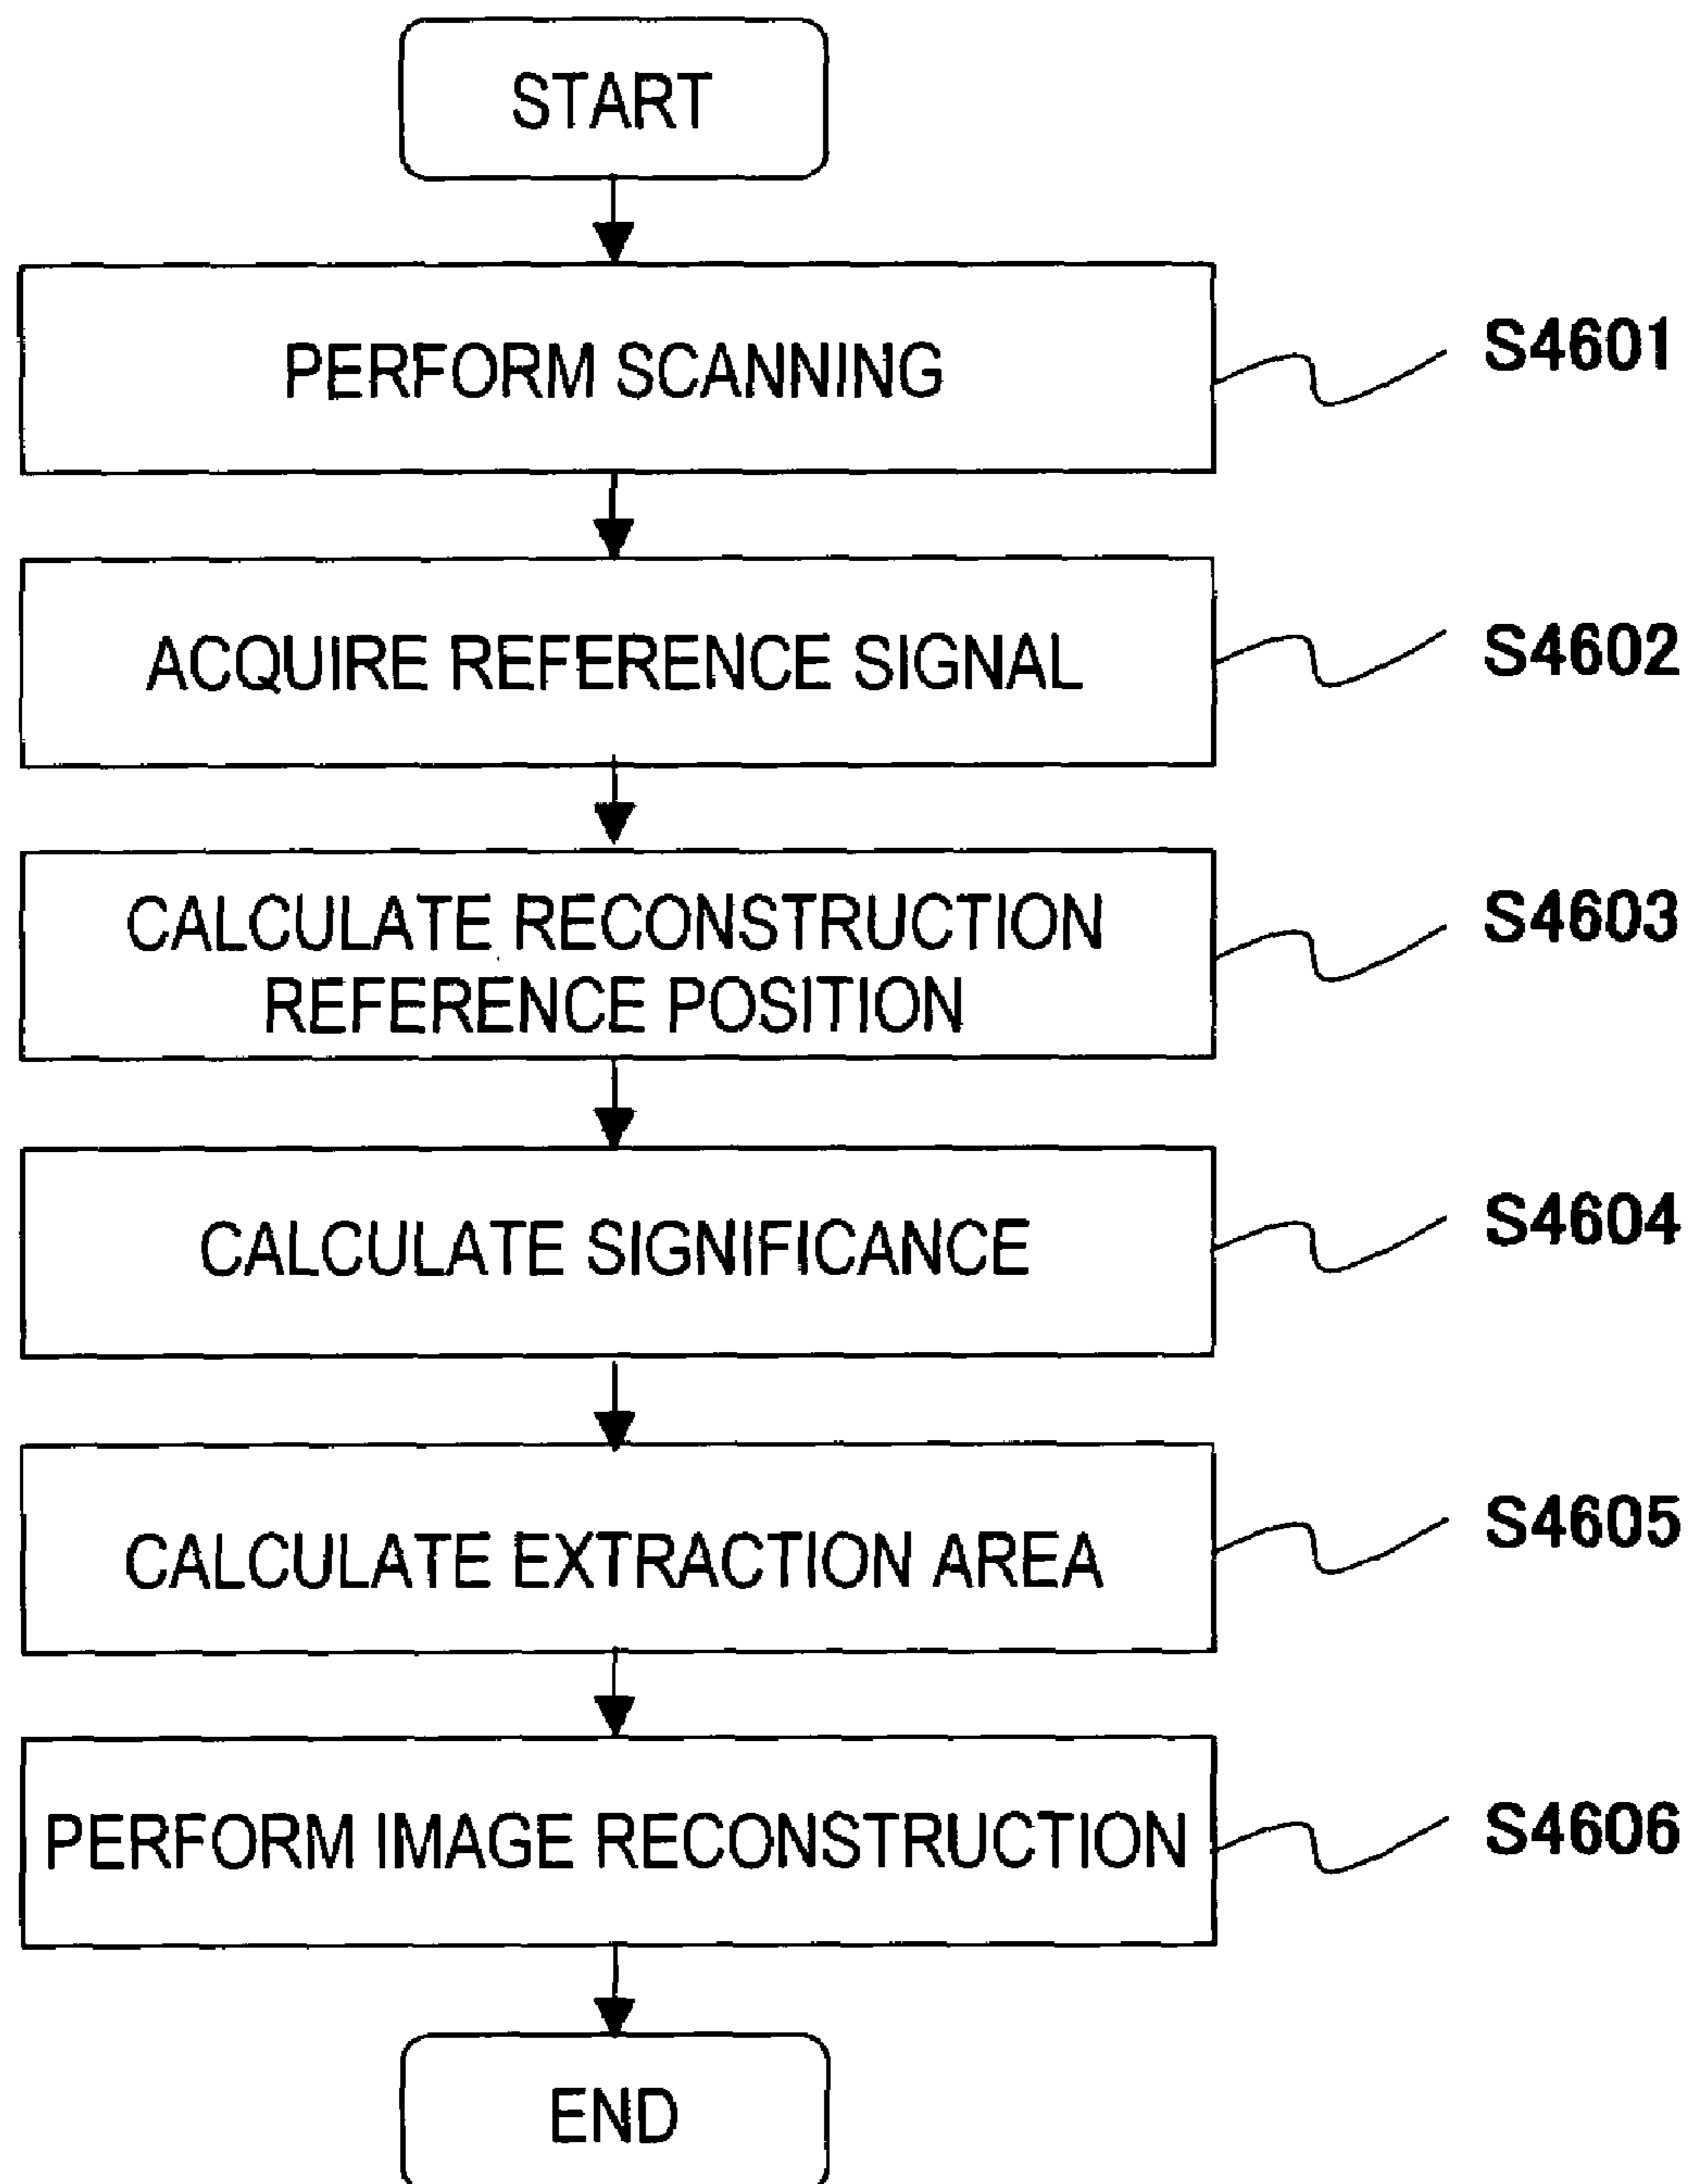 START
PERFORM SCANNING
S4601
ACQUIRE REFERENCE SIGNAL
S4602
CALCULATE RECONSTRUCTION
REFERENCE POSITION
S4603
CALCULATE SIGNIFICANCE
S4604
CALCULATE EXTRACTION AREA
S4605
PERFORM IMAGE RECONSTRUCTION
S4606
END